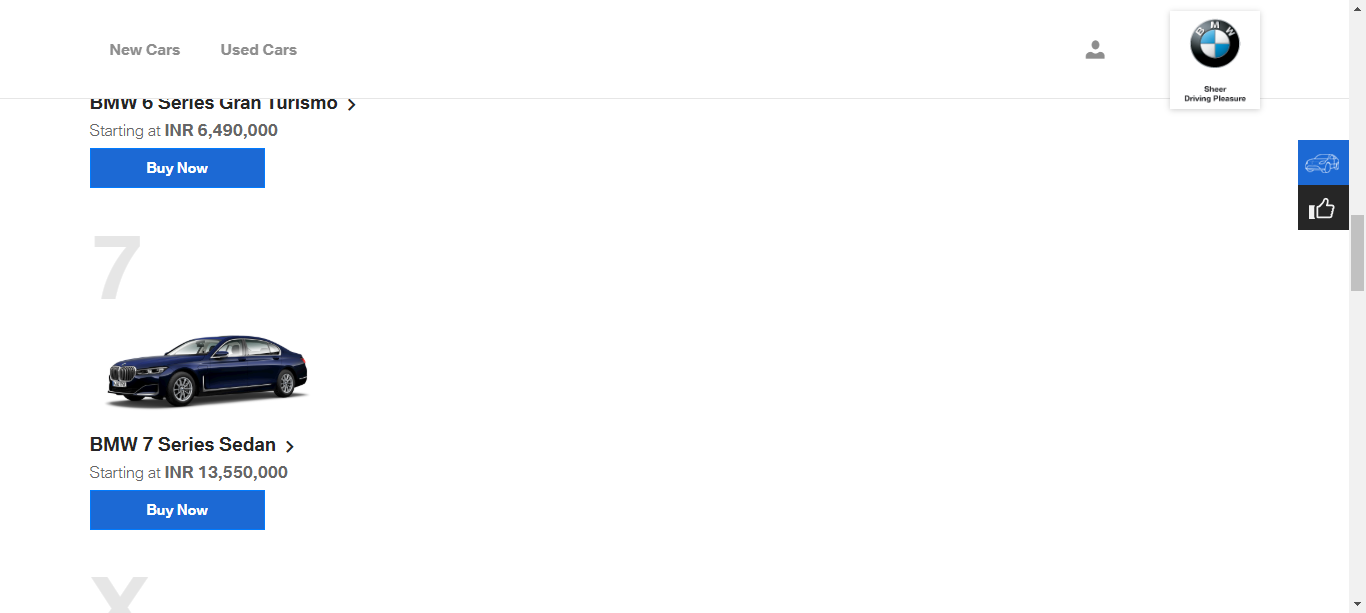 New Cars Used Cars
BMW
Sheer
Driving Pleasure
BMW 6 Series Gran Turismo
Starting at INR 6,490,000
Buy Now
7
BMW 7 Series Sedan
Starting at INR 13,550,000
Buy Now
X